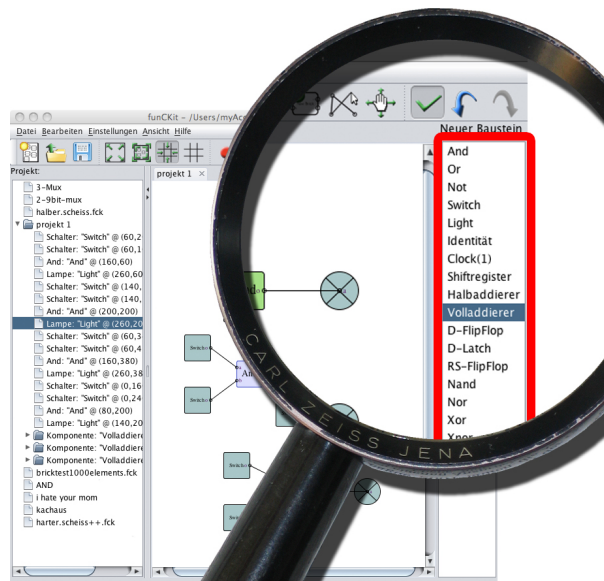 funCKit - /Users/myAc
Datei Bearbeiten Einstellungen Ansicht Hilfe
Projekt:
3-Mux
2-9bit-mux
halber.scheiss.fck
projekt 1
Schalter: "Switch" @ (60,2
Schalter: "Switch" @ (60,1
And: "And" @ (160,60)
Lampe: "Light" @ (260,60
Schalter: "Switch" @ (140,
Schalter: "Switch" @ (140,
And: "And" @ (200,200)
Lampe: "Light" @ (260,20
Schalter: "Switch" @ (60,3
Schalter: "Switch" @ (60,4
And: "And" @ (160,380)
Lampe: "Light" @ (260,38
Schalter: "Switch" @ (0,16
Schalter: "Switch" @ (0,24
And: "And" @ (80,200)
Lampe: "Light" @ (140,20
Komponente: "Volladdiere
Komponente: "Volladdiere
Komponente: "Volladdiere
bricktest1000elements.fck
AND
i hate your mom
kachaus
harter.scheiss++.fck
projekt 1
Switch
Switch
Switch
Neuer Baustein
And
Or
Not
Switch
Light
Identität
Clock(1)
Shiftregister
Halbaddierer
Volladdierer
D-FlipFlop
D-Latch
RS-FlipFlop
Nand
Nor
Xor
Xnor
CARL ZEISS JENA